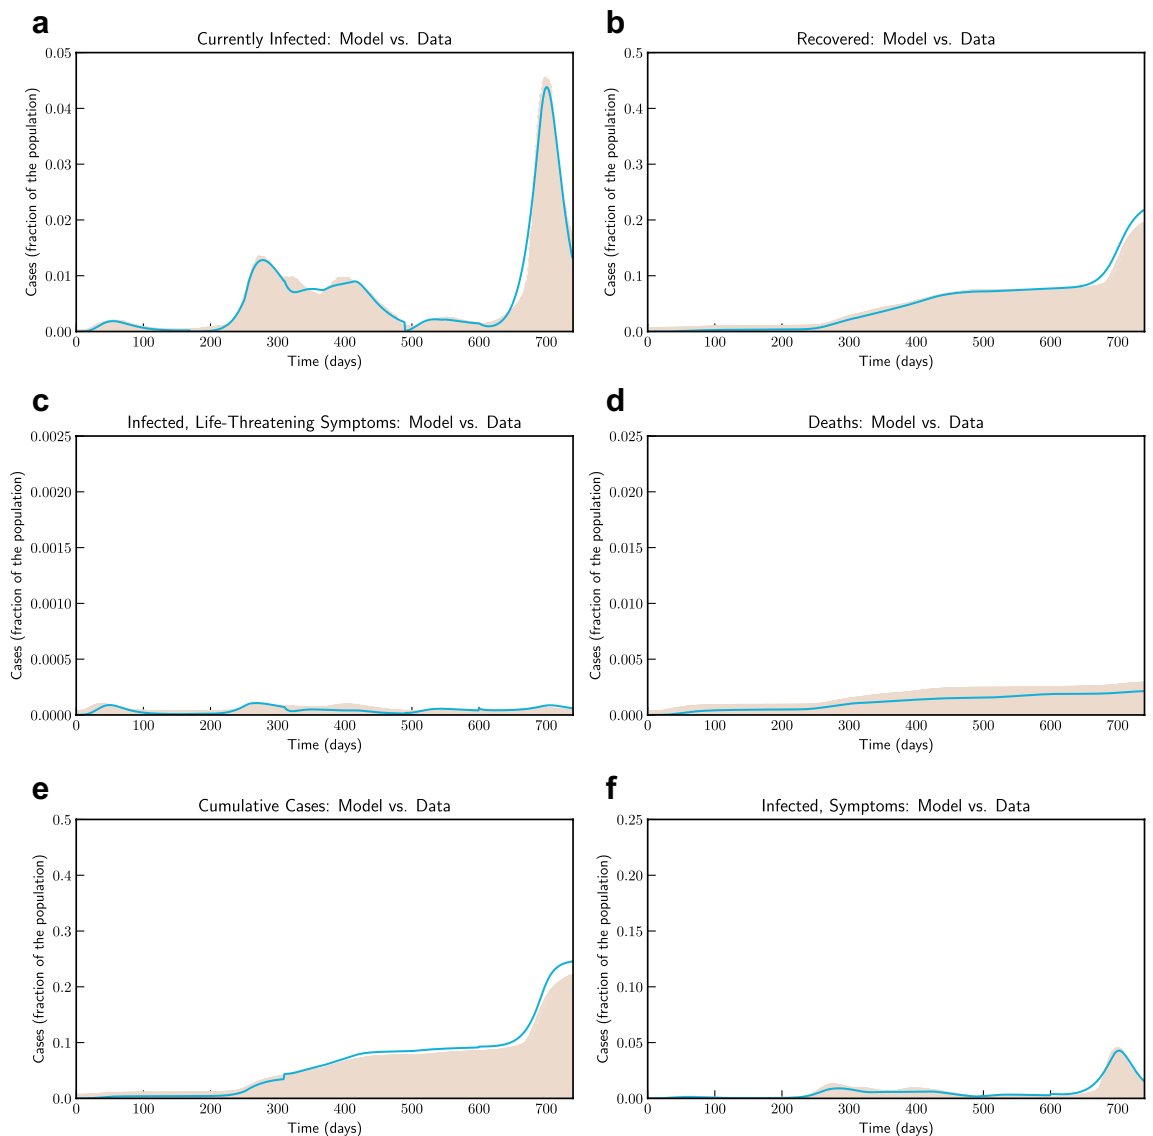 a
Currently Infected: Model vs. Data
Cases (fraction of the population)
0.05
0.04
0.03
0.02
0.01
0.00
0 100 200 300 400 500 600 700
Time (days)
b
Recovered: Model vs. Data
Cases (fraction of the population)
0.5
0.4
0.3
0.2
0.1
0.0
0 100 200 300 400 500 600 700
Time (days)
c
Infected, Life-Threatening Symptoms: Model vs. Data
Cases (fraction of the population)
0.0025
0.0020
0.0015
0.0010
0.0005
0.0000
0 100 200 300 400 500 600 700
Time (days)
d
Deaths: Model vs. Data
Cases (fraction of the population)
0.025
0.020
0.015
0.010
0.005
0.000
0 100 200 300 400 500 600 700
Time (days)
e
Cumulative Cases: Model vs. Data
Cases (fraction of the population)
0.5
0.4
0.3
0.2
0.1
0.0
0 100 200 300 400 500 600 700
Time (days)
f
Infected, Symptoms: Model vs. Data
Cases (fraction of the population)
0.25
0.20
0.15
0.10
0.05
0.00
0 100 200 300 400 500 600 700
Time (days)